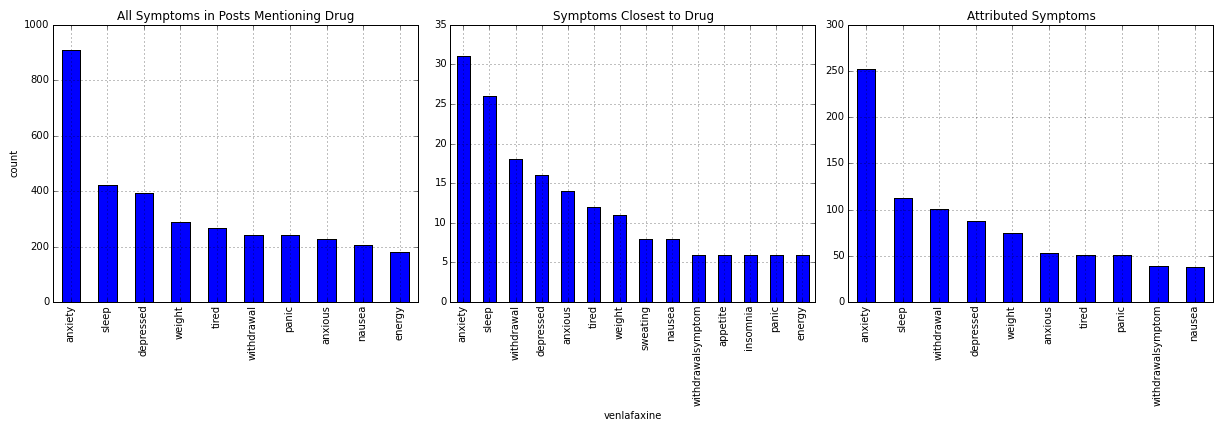 All Symptoms in Posts Mentioning Drug
1000
800
600
400
200
0
count
anxiety
sleep
depressed
weight
tired
withdrawal
panic
anxious
nausea
energy
Symptoms Closest to Drug
35
30
25
20
15
10
5
0
anxiety
sleep
withdrawal
depressed
anxious
tired
weight
sweating
nausea
withdrawalsymptom
appetite
insomnia
panic
energy
venlafaxine
Attributed Symptoms
300
250
200
150
100
50
0
anxiety
sleep
withdrawal
depressed
weight
anxious
tired
panic
withdrawalsymptom
nausea